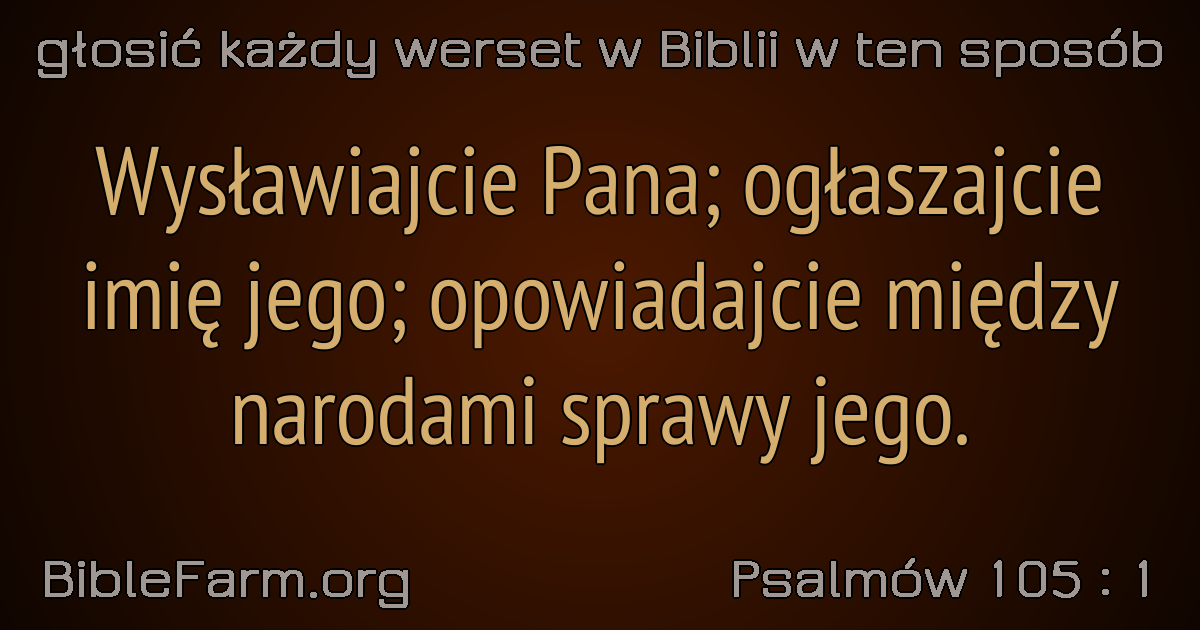 głosić każdy werset w Biblii w ten sposób
Wysławiajcie Pana; ogłaszajcie
imię jego; opowiadajcie między
narodami sprawy jego.
BibleFarm.org
Psalmów 105 : 1